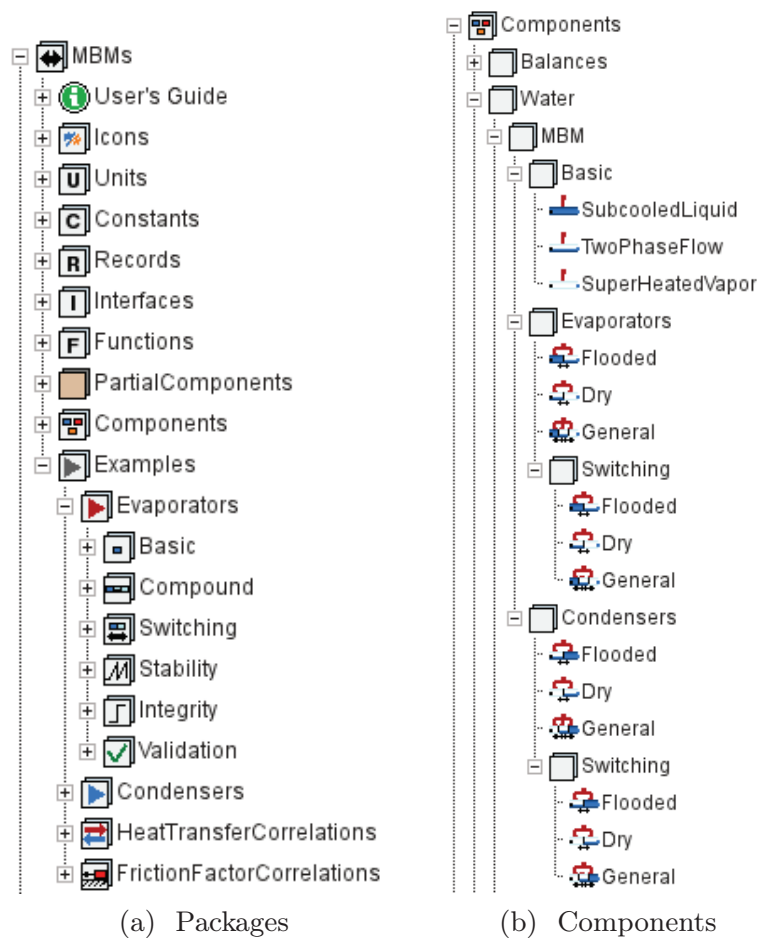 MBMs
User's Guide
Icons
Units
Constants
Records
Interfaces
Functions
PartialComponents
Components
Examples
Evaporators
Basic
Compound
Switching
Stability
Integrity
Validation
Condensers
HeatTransferCorrelations
FrictionFactorCorrelations
(a) Packages
Components
Balances
Water
MBM
Basic
SubcooledLiquid
TwoPhaseFlow
SuperHeatedVapor
Evaporators
Flooded
Dry
General
Switching
Flooded
Dry
General
Condensers
Flooded
Dry
General
Switching
Flooded
Dry
General
(b) Components